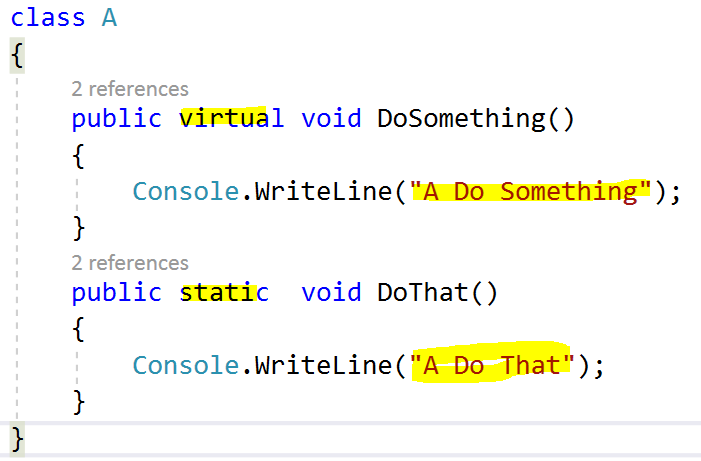 class A
{
2 references
public virtual void DoSomething()
{
Console.WriteLine("A Do Something");
}
2 references
public static  void DoThat()
{
Console.WriteLine("A Do That");
}
}